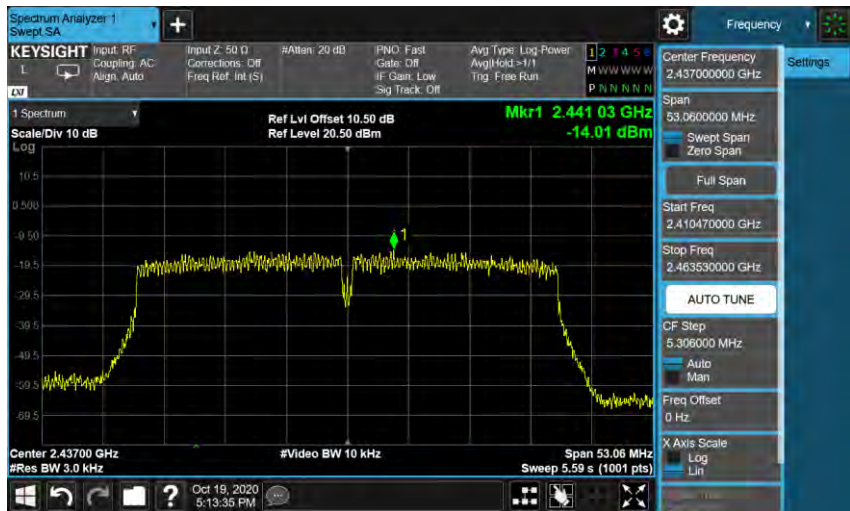 Spectrum Analyzer 1
Swept SA
+
Frequency
KEYSIGHT
L
LXI
Input: RF
Coupling: AC
Align: Auto
Input Z: 50 Ω
Corrections: Off
Freq Ref: Int (S)
#Atten: 20 dB
PNO: Fast
Gate: Off
IF Gain: Low
Sig Track: Off
Avg Type: Log-Power
Avg|Hold:>1/1
Trig: Free Run
1 2 3 4 5 6
M W W W W W
P N N N N N
1 Spectrum
Scale/Div 10 dB
Log
Ref Lvl Offset 10.50 dB
Ref Level 20.50 dBm
Mkr1 2.441 03 GHz
-14.01 dBm
10.5
0.500
-9.50
-19.5
-29.5
-39.5
-49.5
-59.5
-69.5
1
Center 2.43700 GHz
#Res BW 3.0 kHz
#Video BW 10 kHz
Span 53.06 MHz
Sweep 5.59 s (1001 pts)
Center Frequency
2.437000000 GHz
Settings
Span
53.0600000 MHz
Swept Span
Zero Span
Full Span
Start Freq
2.410470000 GHz
Stop Freq
2.463530000 GHz
AUTO TUNE
CF Step
5.306000 MHz
Auto
Man
Freq Offset
0 Hz
X Axis Scale
Log
Lin
?
Oct 19, 2020
5:13:35 PM